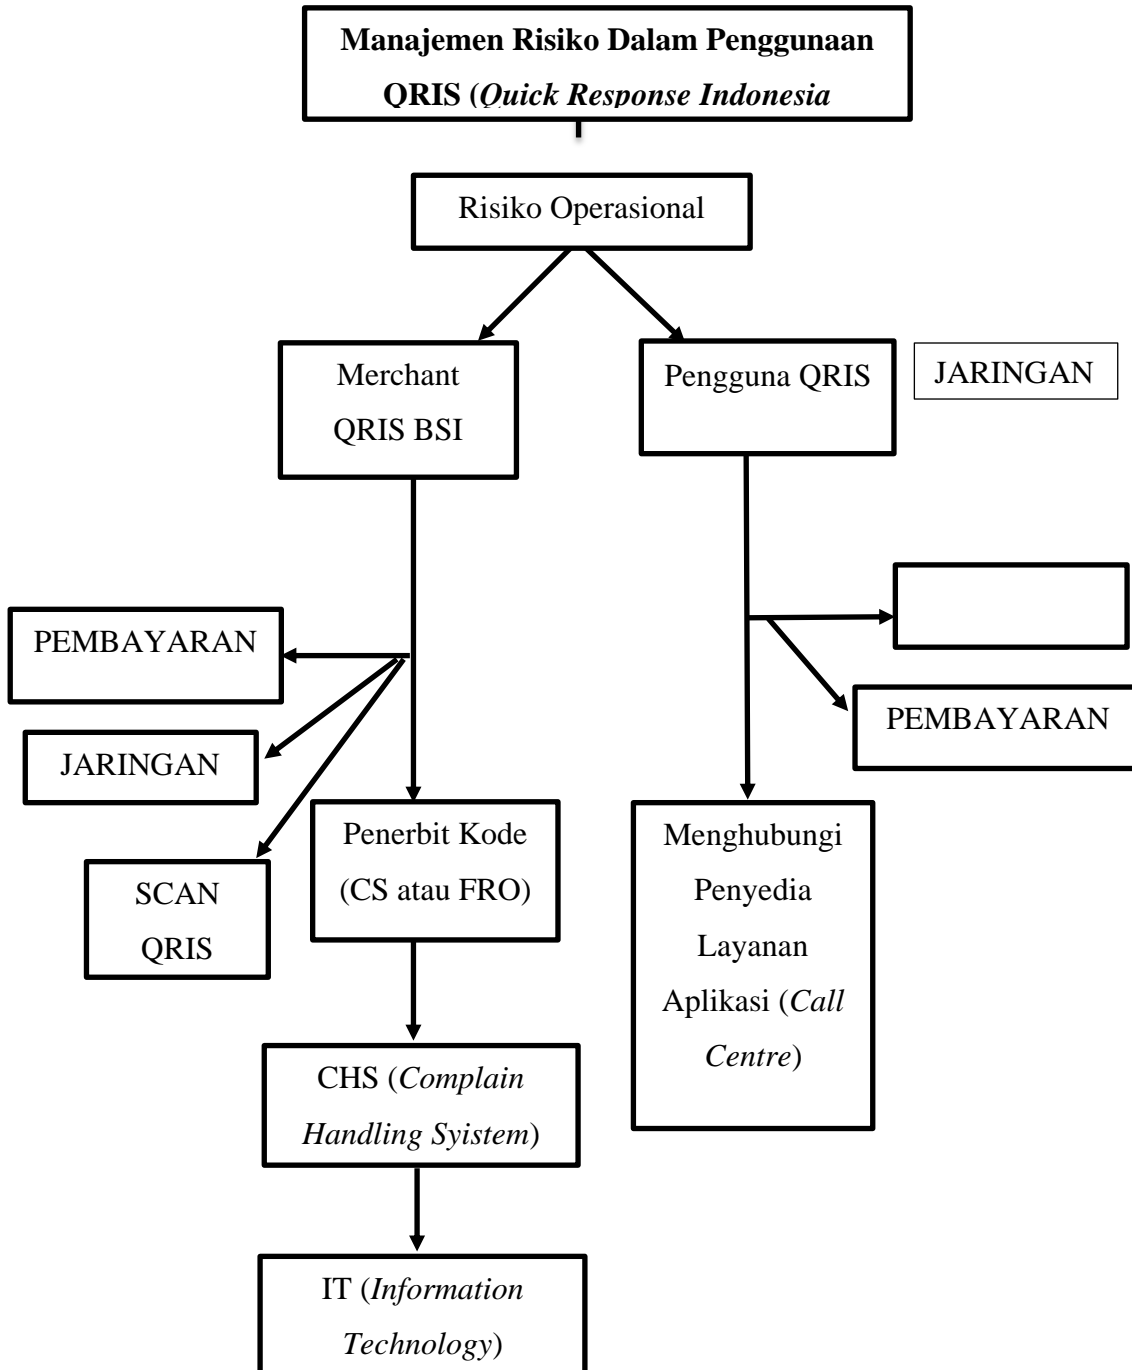 Manajemen Risiko Dalam Penggunaan
QRIS (Quick Response Indonesia
Risiko Operasional
Merchant
QRIS BSI
Pengguna QRIS
JARINGAN
PEMBAYARAN
JARINGAN
SCAN
QRIS
PEMBAYARAN
Penerbit Kode
(CS atau FRO)
Menghubungi
Penyedia
Layanan
Aplikasi (Call
Centre)
CHS (Complain
Handling Syistem)
IT (Information
Technology)